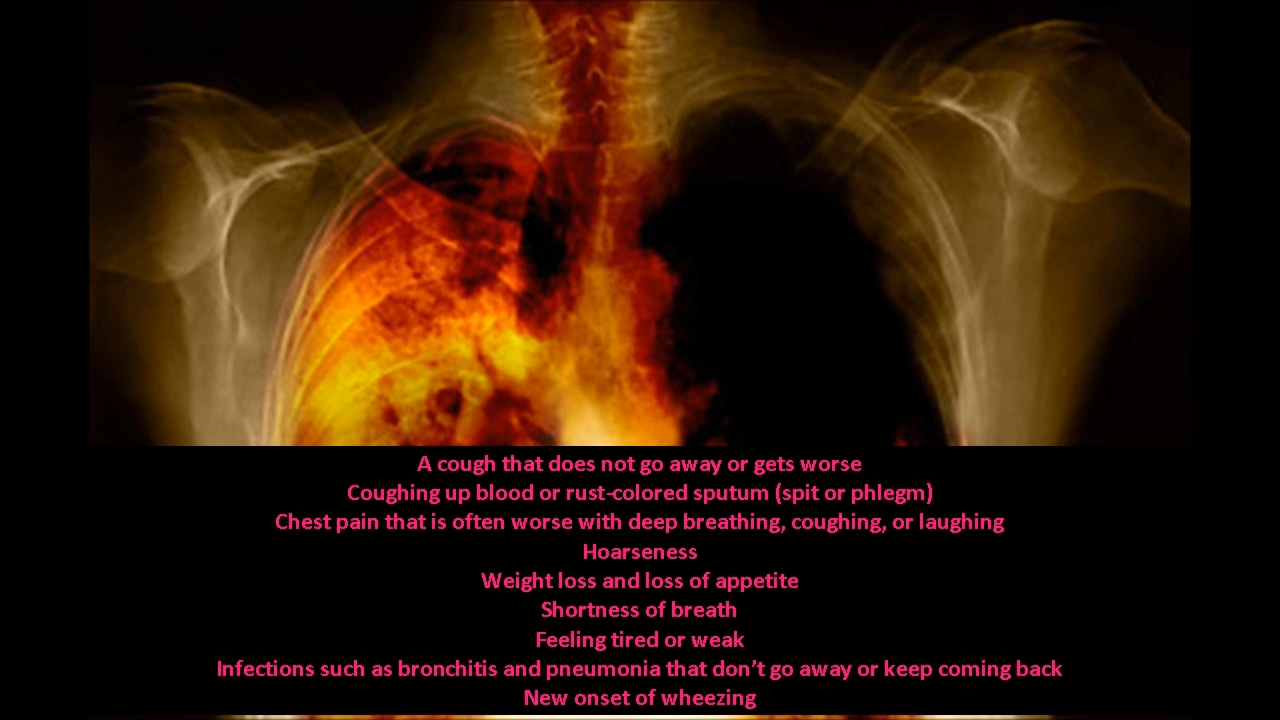 A cough that does not go away or gets worse
Coughing up blood or rust-colored sputum (spit or phlegm)
Chest pain that is often worse with deep breathing, coughing, or laughing
Hoarseness
Weight loss and loss of appetite
Shortness of breath
Feeling tired or weak
Infections such as bronchitis and pneumonia that don’t go away or keep coming back
New onset of wheezing